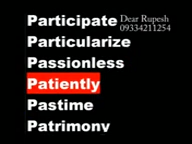 Participate
Dear Rupesh
09334211254
Particularize
Passionless
Patiently
Pastime
Patrimony